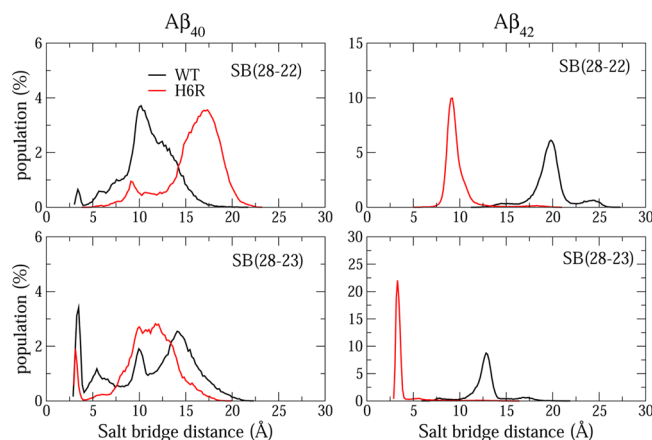 Aβ40 Aβ42
6 15
WT SB(28-22) SB(28-22)
H6R
4 10
population (%)
2 5
0 0
0 5 10 15 20 25 30 0 5 10 15 20 25 30
6 30
SB(28-23) SB(28-23)
25
4 20
population (%)
15
2 10
5
0 0
0 5 10 15 20 25 30 0 5 10 15 20 25 30
Salt bridge distance (Å) Salt bridge distance (Å)